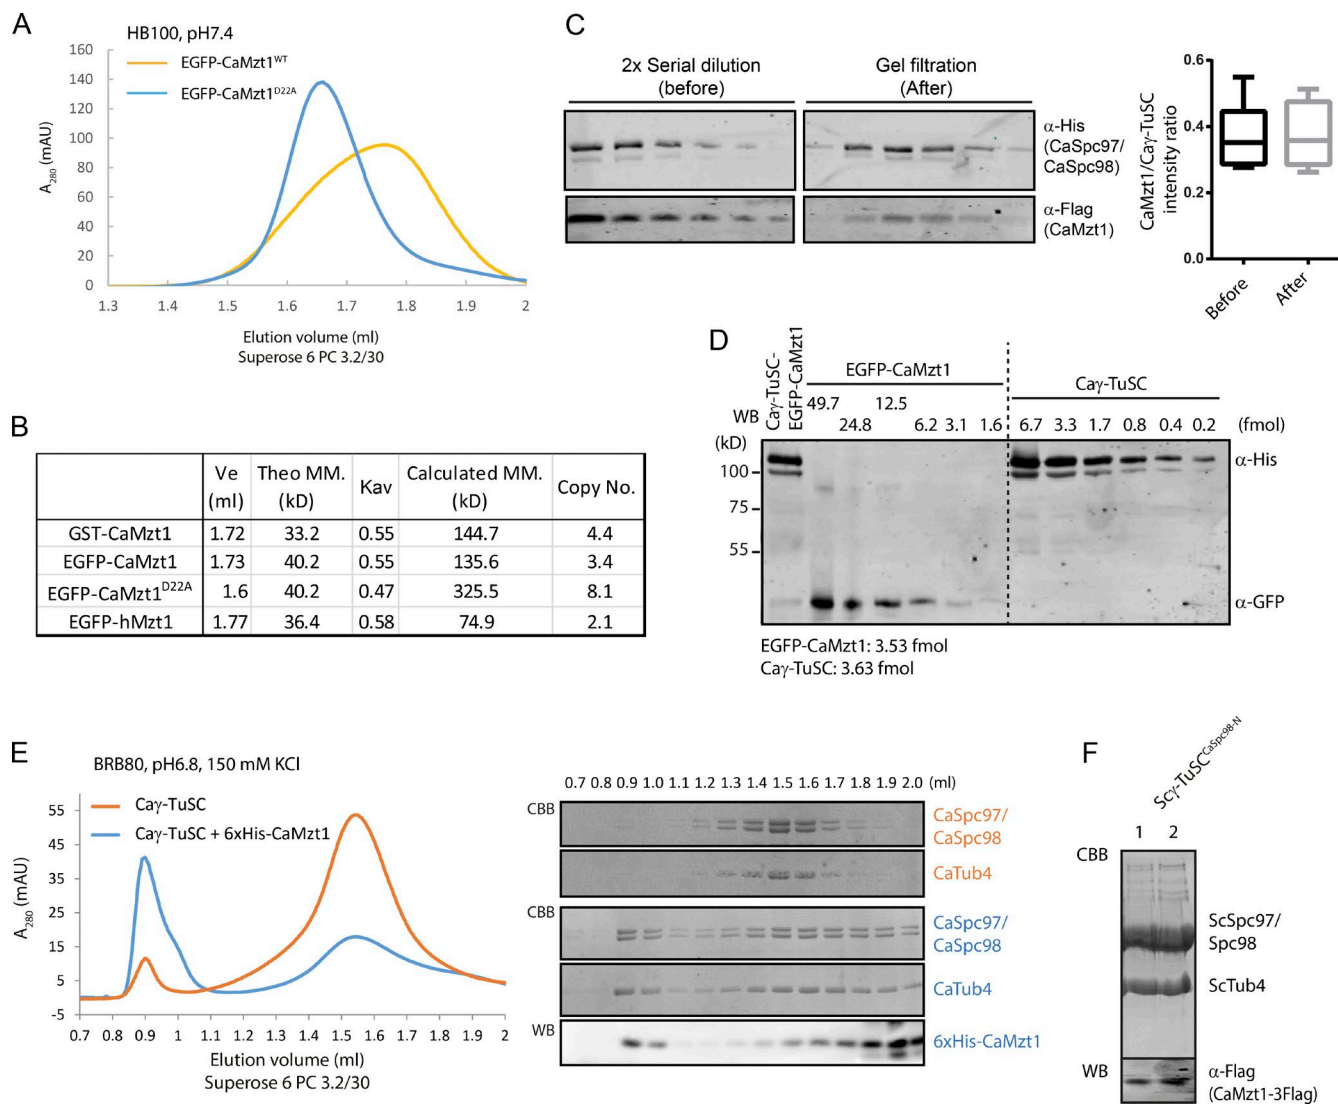 A
HB100, pH7.4
EGFP-CaMzt1^WT
EGFP-CaMzt1^D22A
160
140
120
100
80
60
40
20
0
A280 (mAU)
1.3 1.4 1.5 1.6 1.7 1.8 1.9 2
Elution volume (ml)
Superose 6 PC 3.2/30
B
Ve (ml) Theo MM. (kD) Kav Calculated MM. (kD) Copy No.
GST-CaMzt1 1.72 33.2 0.55 144.7 4.4
EGFP-CaMzt1 1.73 40.2 0.55 135.6 3.4
EGFP-CaMzt1^D22A 1.6 40.2 0.47 325.5 8.1
EGFP-hMzt1 1.77 36.4 0.58 74.9 2.1
C
2x Serial dilution
(before)
Gel filtration
(After)
α-His
(CaSpc97/
CaSpc98)
α-Flag
(CaMzt1)
CaMzt1/Caγ-TuSC
intensity ratio
0.6
0.4
0.2
0.0
Before
After
D
Caγ-TuSC-
EGFP-CaMzt1
EGFP-CaMzt1
Caγ-TuSC
WB
49.7 24.8 12.5 6.2 3.1 1.6
6.7 3.3 1.7 0.8 0.4 0.2 (fmol)
(kD)
100
75
55
α-His
α-GFP
EGFP-CaMzt1: 3.53 fmol
Caγ-TuSC: 3.63 fmol
E
BRB80, pH6.8, 150 mM KCl
Caγ-TuSC
Caγ-TuSC + 6xHis-CaMzt1
55
45
35
25
15
5
-5
A280 (mAU)
0.7 0.8 0.9 1 1.1 1.2 1.3 1.4 1.5 1.6 1.7 1.8 1.9 2
Elution volume (ml)
Superose 6 PC 3.2/30
0.7 0.8 0.9 1.0 1.1 1.2 1.3 1.4 1.5 1.6 1.7 1.8 1.9 2.0 (ml)
CBB
CaSpc97/
CaSpc98
CaTub4
CBB
CaSpc97/
CaSpc98
CaTub4
WB
6xHis-CaMzt1
F
Scγ-TuSC^CaSpc98-N
1 2
CBB
ScSpc97/
Spc98
ScTub4
WB
α-Flag
(CaMzt1-3Flag)